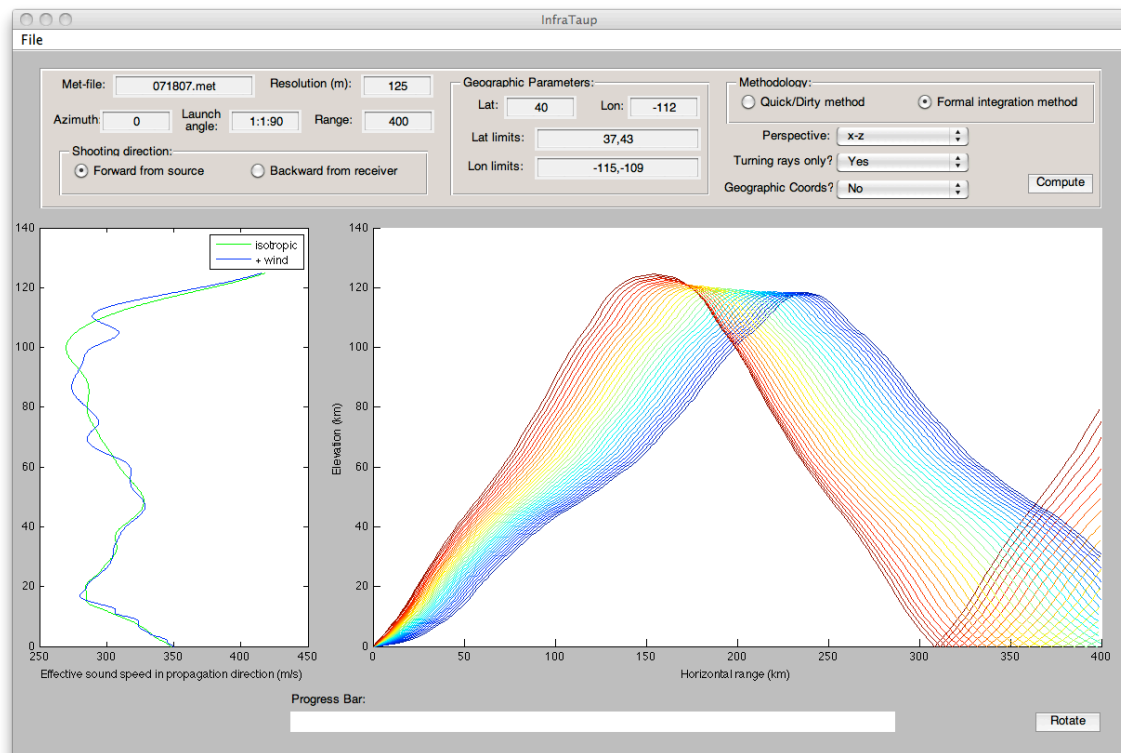 InfraTaup
File
Met-file: 071807.met Resolution (m): 125
Azimuth: 0 Launch angle: 1:1:90 Range: 400
Shooting direction:
Forward from source Backward from receiver
Geographic Parameters:
Lat: 40 Lon: -112
Lat limits: 37,43
Lon limits: -115,-109
Methodology:
Quick/Dirty method Formal integration method
Perspective: x-z
Turning rays only? Yes
Geographic Coords? No
Compute
140
120
100
80
60
40
20
0
250 300 350 400 450
Effective sound speed in propagation direction (m/s)
isotropic
+ wind
Elevation (km)
140
120
100
80
60
40
20
0
0 50 100 150 200 250 300 350 400
Horizontal range (km)
Progress Bar:
Rotate